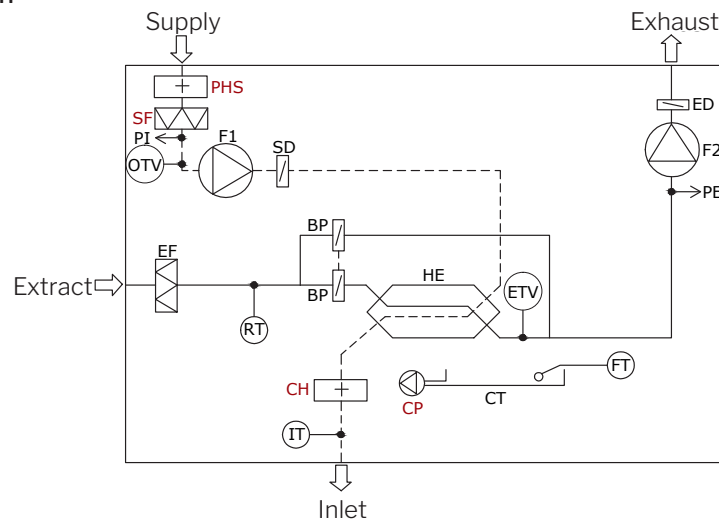 Supply
Exhaust
PHS
SF
ED
PI
F1
SD
F2
OTV
PE
BP
EF
HE
Extract
BP
ETV
RT
FT
CH
CP
CT
IT
Inlet